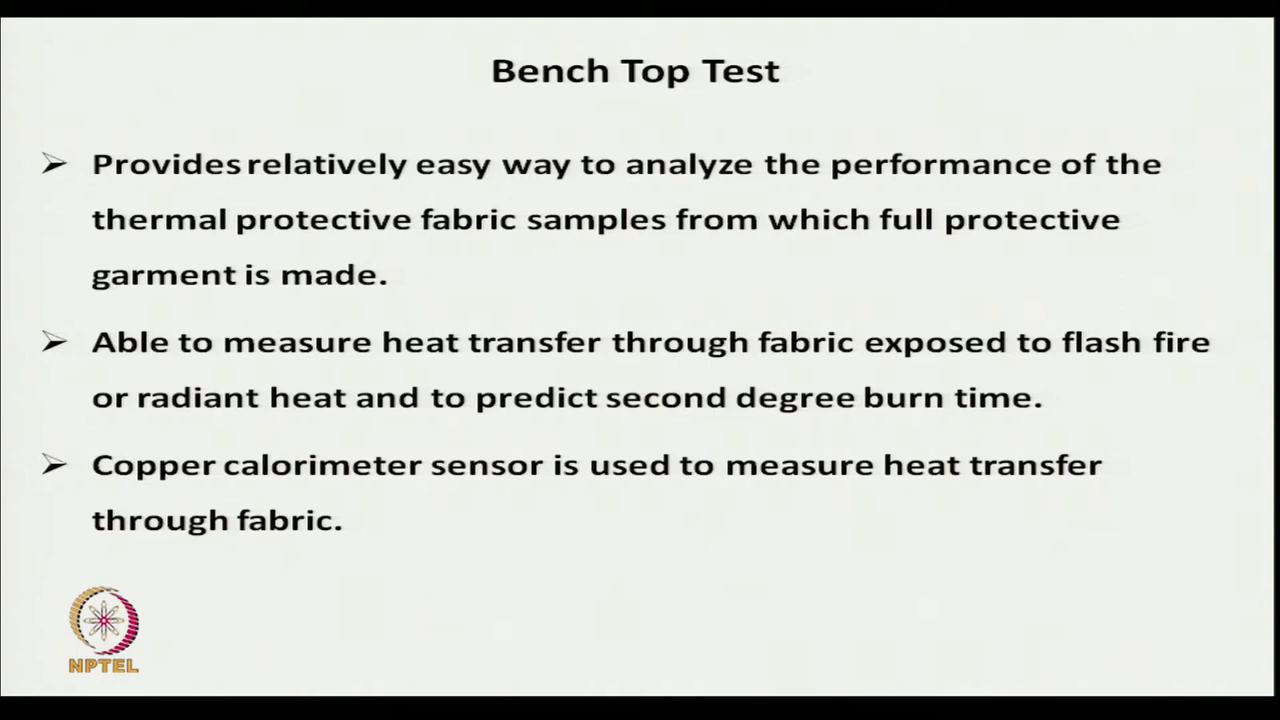 Bench Top Test
Provides relatively easy way to analyze the performance of the
thermal protective fabric samples from which full protective
garment is made.
Able to measure heat transfer through fabric exposed to flash fire
or radiant heat and to predict second degree burn time.
Copper calorimeter sensor is used to measure heat transfer
through fabric.
NPTEL